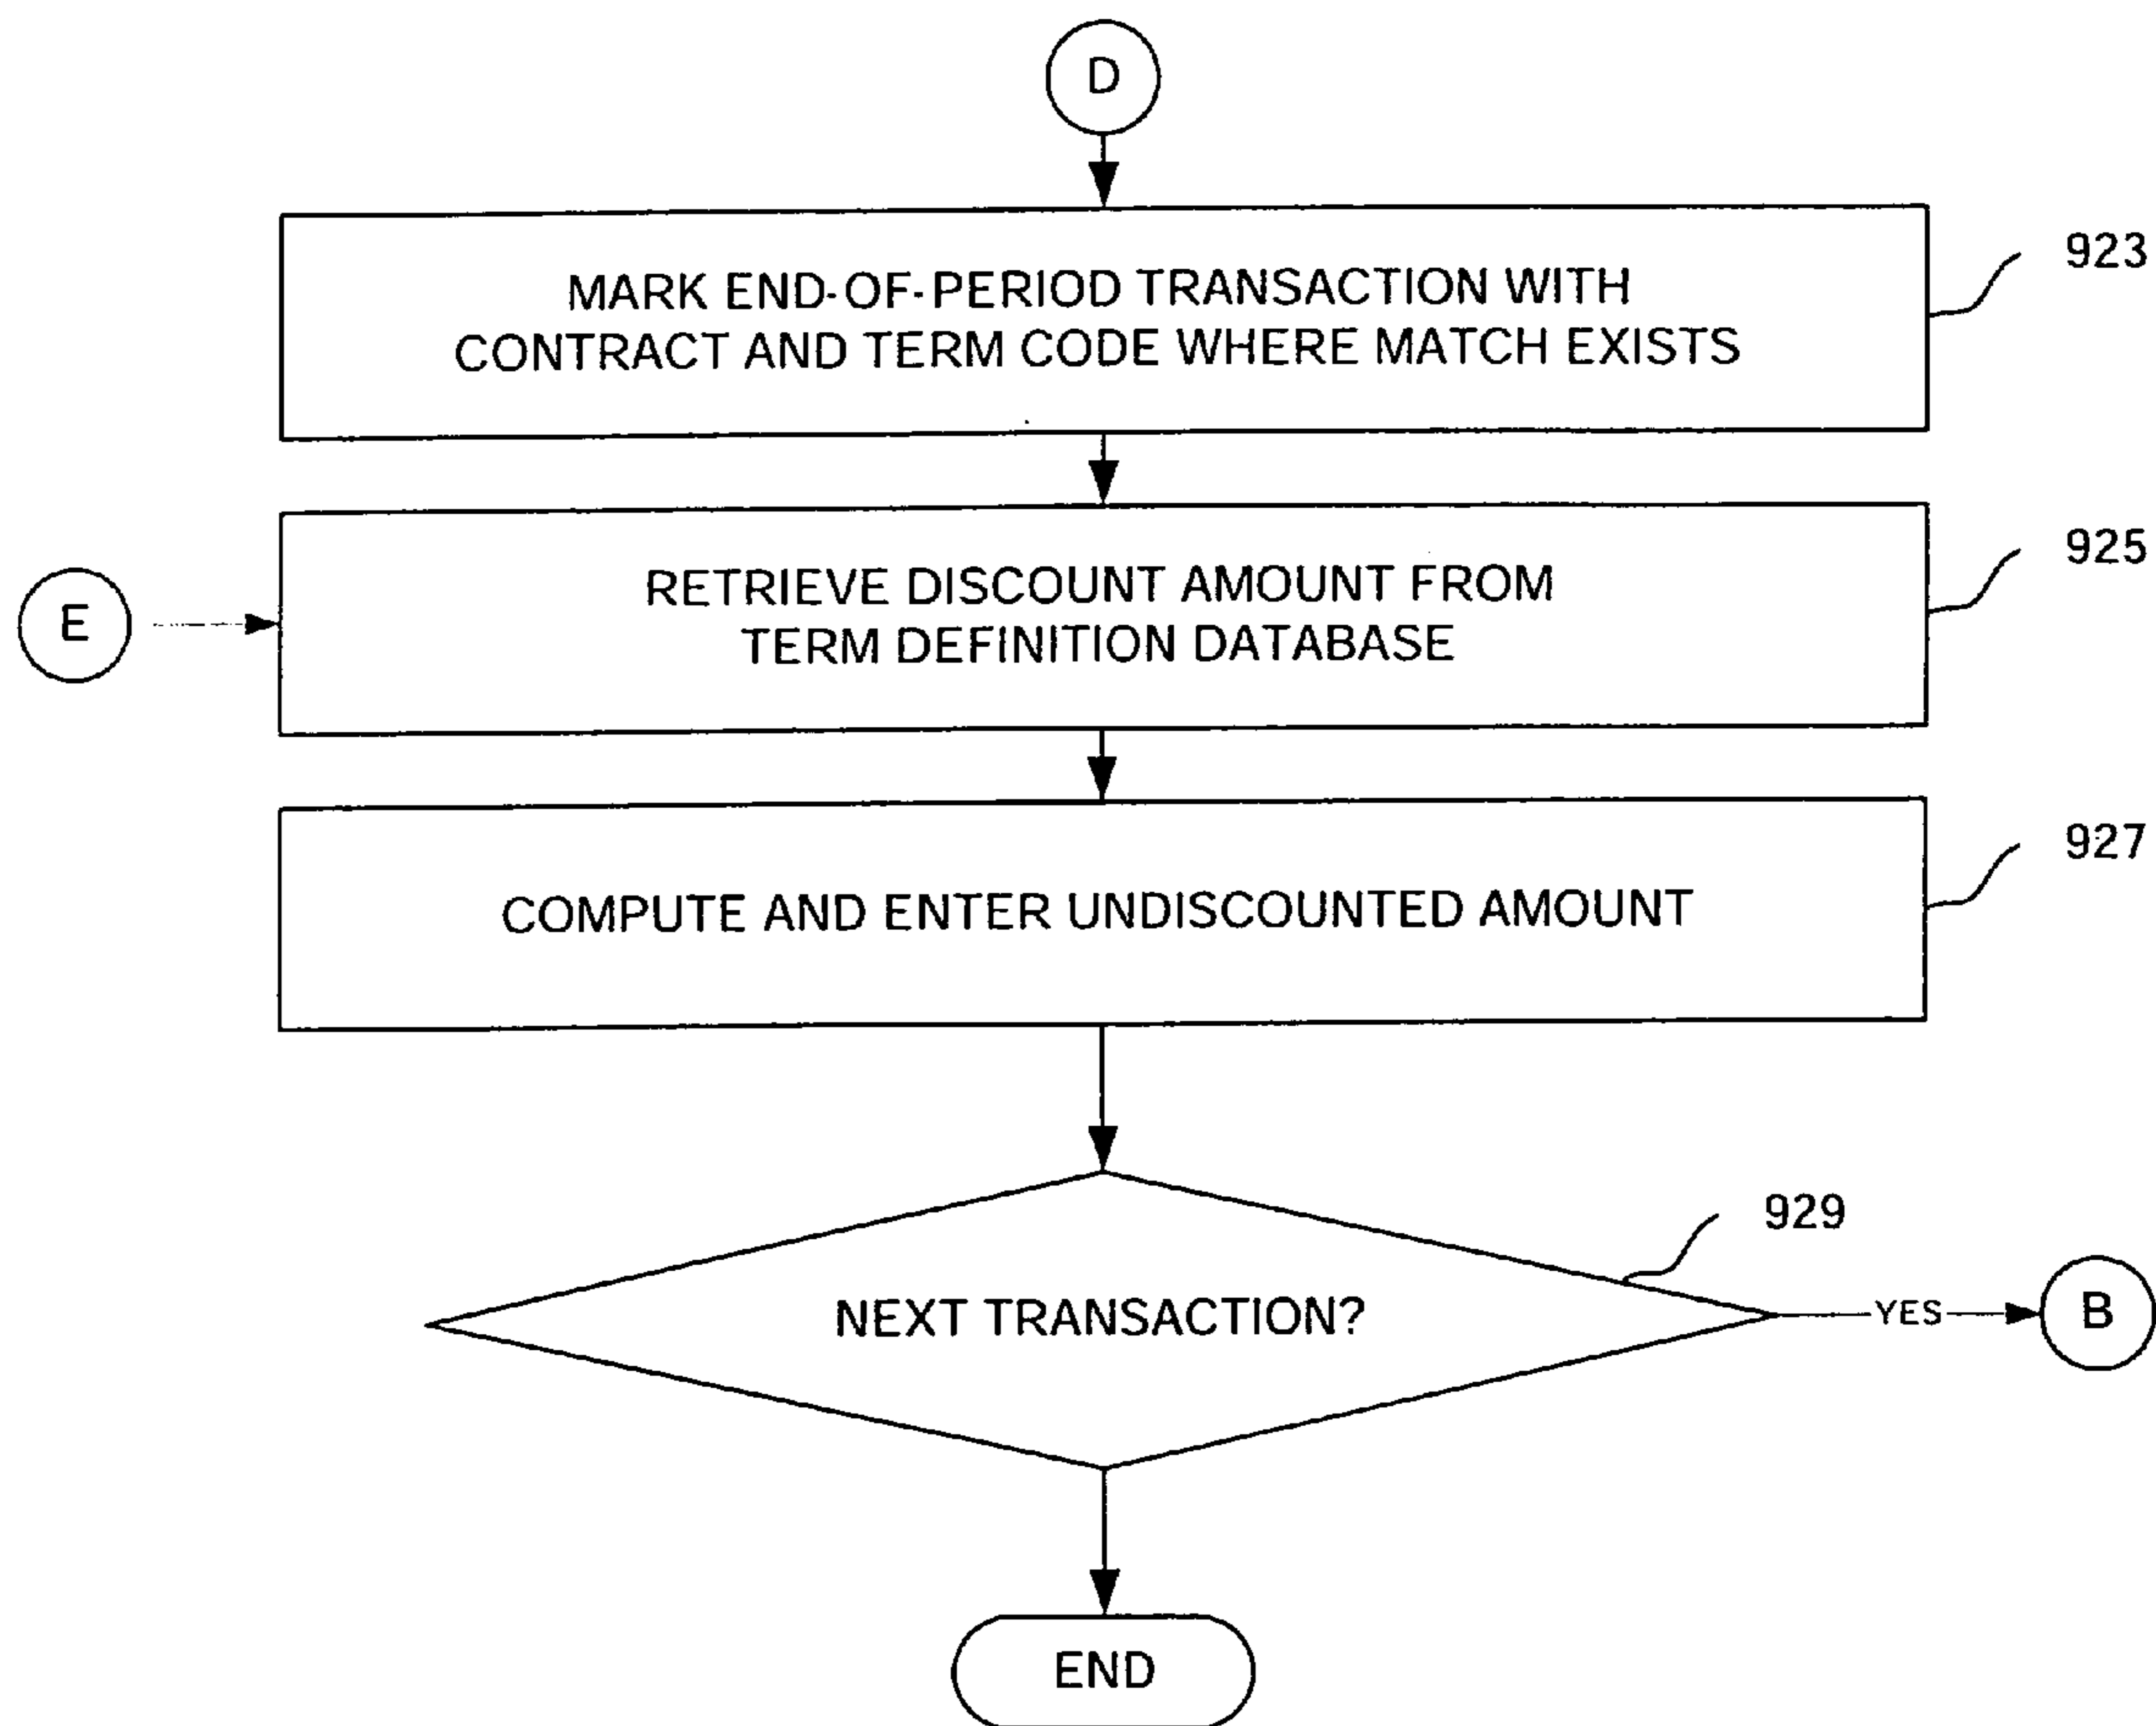 D
MARK END-OF-PERIOD TRANSACTION WITH
CONTRACT AND TERM CODE WHERE MATCH EXISTS
923
E
RETRIEVE DISCOUNT AMOUNT FROM
TERM DEFINITION DATABASE
925
COMPUTE AND ENTER UNDISCOUNTED AMOUNT
927
NEXT TRANSACTION?
929
YES
B
END